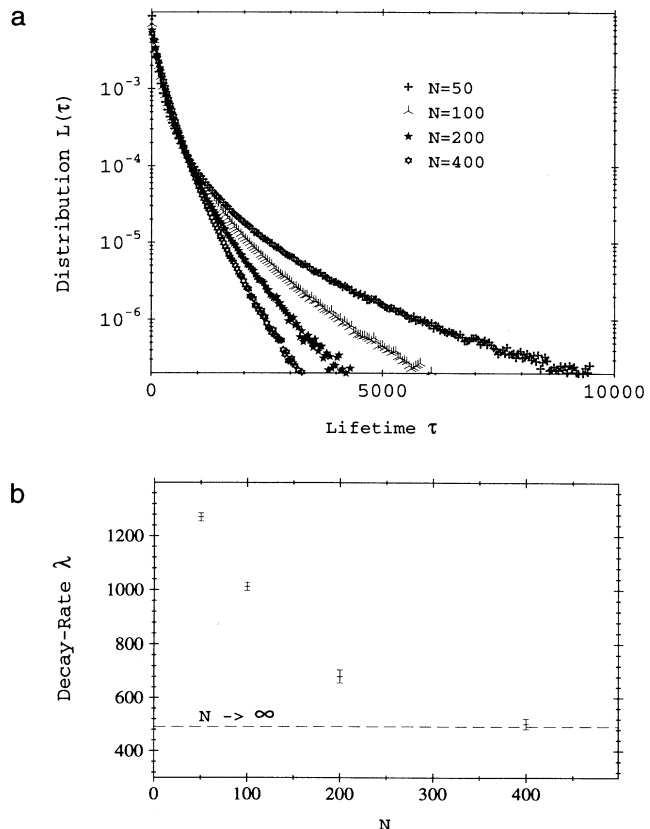 a
Distribution L(τ)
10⁻³
10⁻⁴
10⁻⁵
10⁻⁶
N=50
N=100
N=200
N=400
0 5000 10000
Lifetime τ
b
Decay-Rate λ
1200
1000
800
600
400
N -> ∞
0 100 200 300 400
N